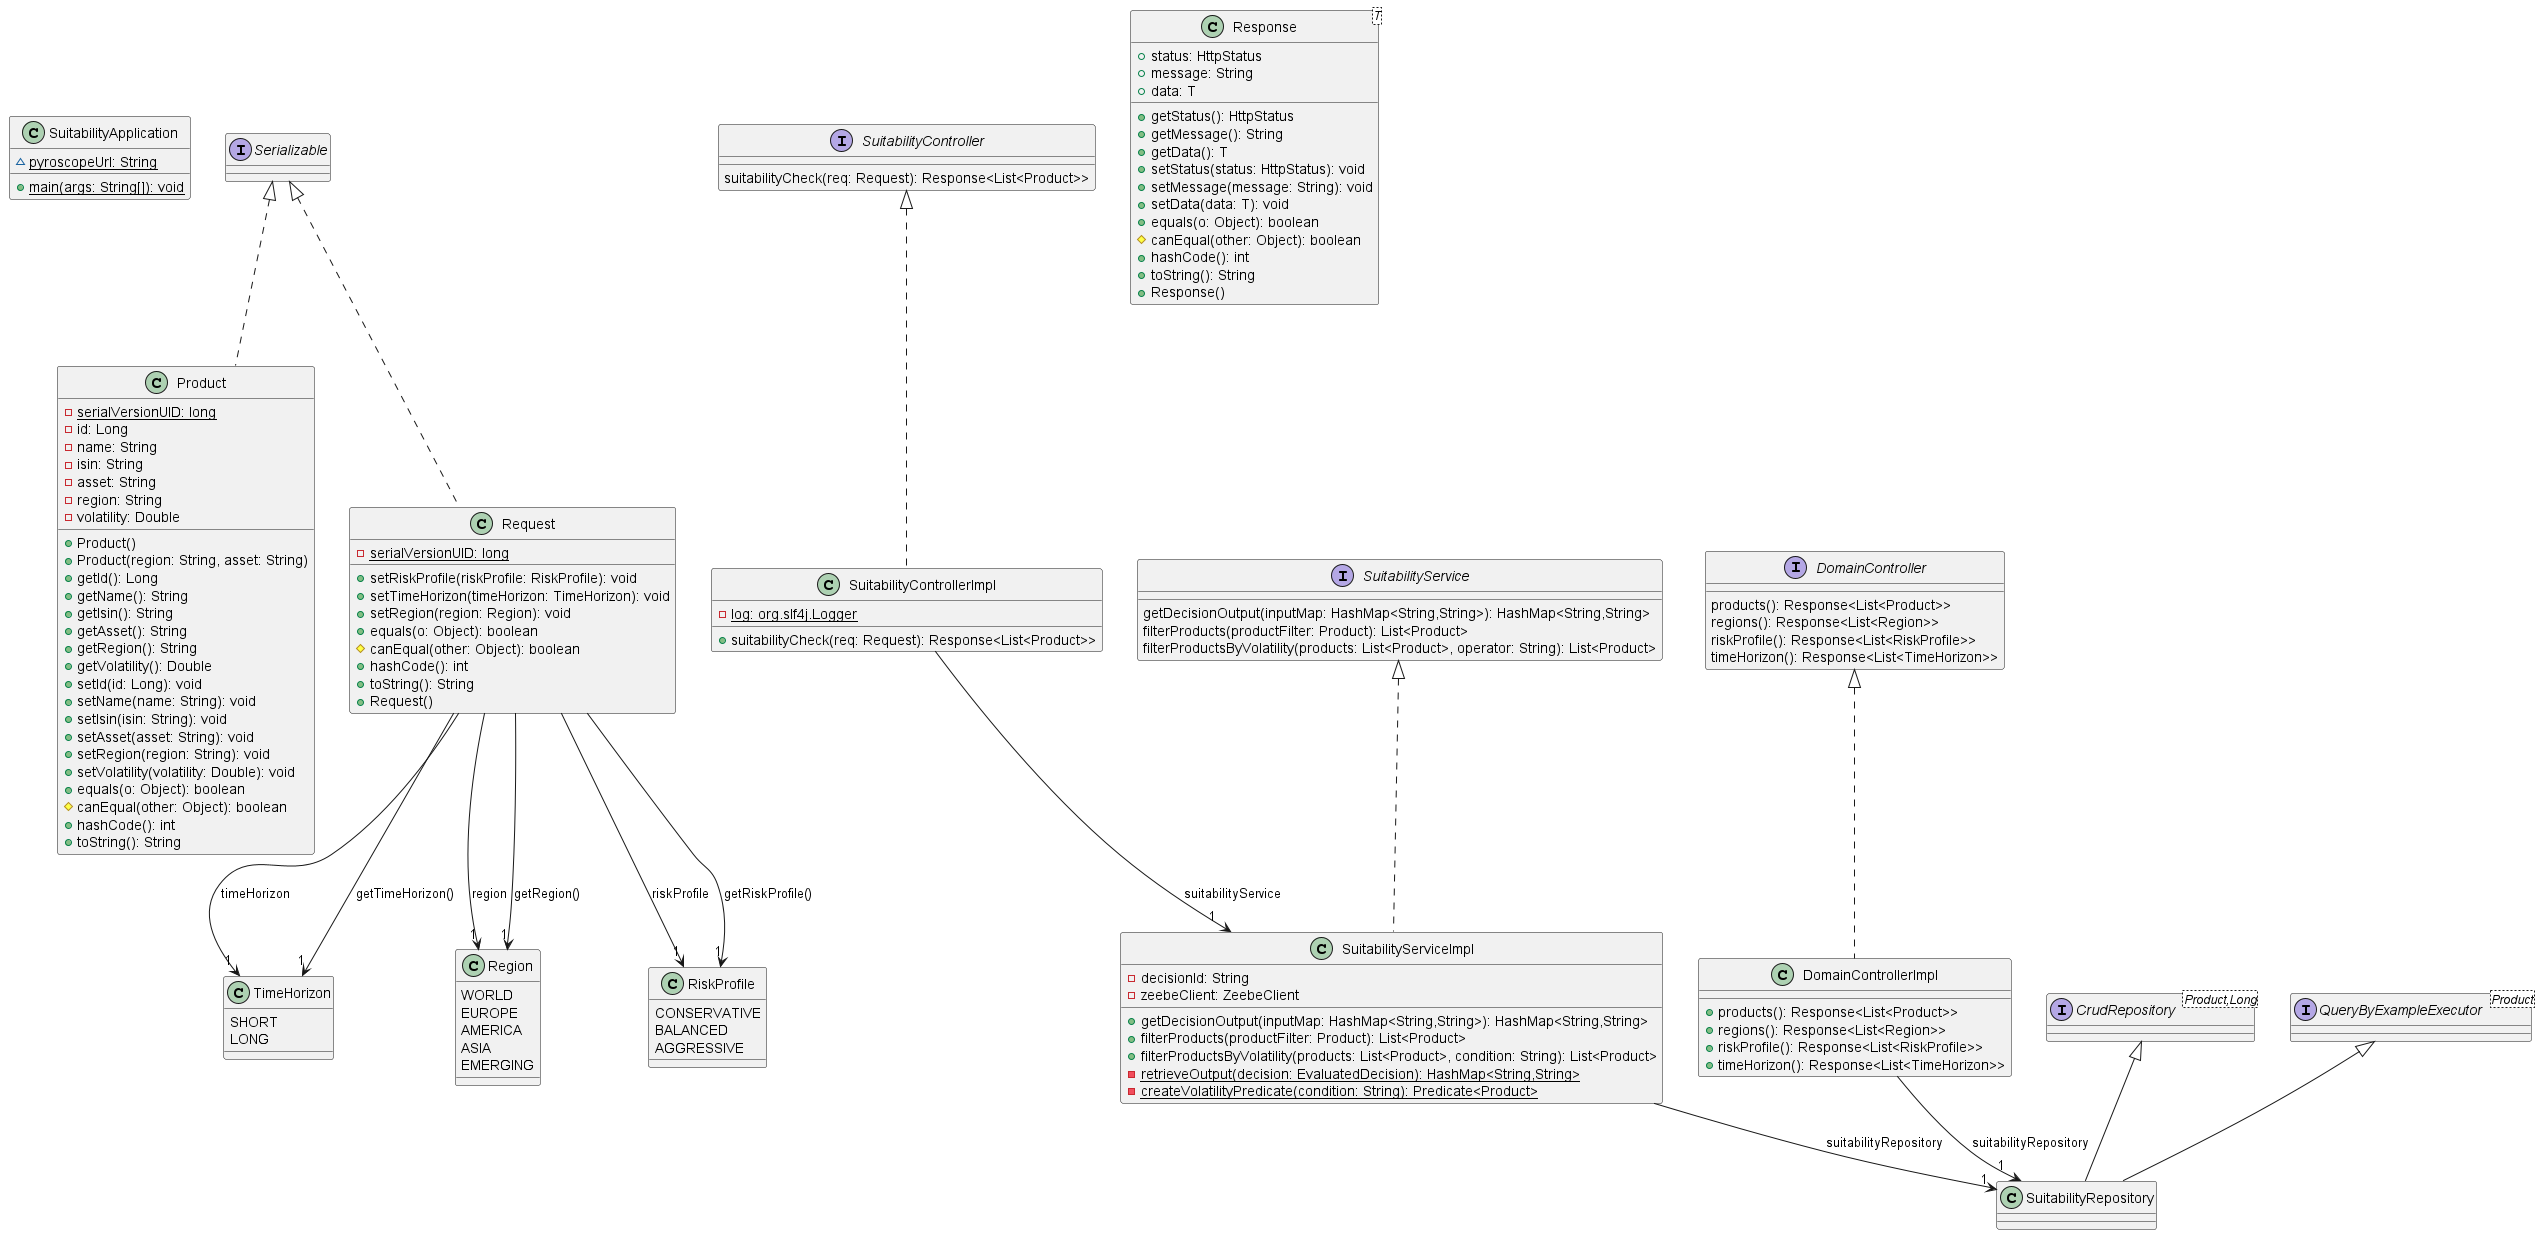 SuitabilityApplication
pyroscopeUrl: String
main(args: String[]): void
Serializable
SuitabilityController
suitabilityCheck(req: Request): Response<List<Product>>
Response
T
status: HttpStatus
message: String
data: T
getStatus(): HttpStatus
getMessage(): String
getData(): T
setStatus(status: HttpStatus): void
setMessage(message: String): void
setData(data: T): void
equals(o: Object): boolean
canEqual(other: Object): boolean
hashCode(): int
toString(): String
Response()
Product
serialVersionUID: long
id: Long
name: String
isin: String
asset: String
region: String
volatility: Double
Product()
Product(region: String, asset: String)
getId(): Long
getName(): String
getIsin(): String
getAsset(): String
getRegion(): String
getVolatility(): Double
setId(id: Long): void
setName(name: String): void
setIsin(isin: String): void
setAsset(asset: String): void
setRegion(region: String): void
setVolatility(volatility: Double): void
equals(o: Object): boolean
canEqual(other: Object): boolean
hashCode(): int
toString(): String
Request
serialVersionUID: long
setRiskProfile(riskProfile: RiskProfile): void
setTimeHorizon(timeHorizon: TimeHorizon): void
setRegion(region: Region): void
equals(o: Object): boolean
canEqual(other: Object): boolean
hashCode(): int
toString(): String
Request()
SuitabilityControllerImpl
log: org.slf4j.Logger
suitabilityCheck(req: Request): Response<List<Product>>
SuitabilityService
getDecisionOutput(inputMap: HashMap<String,String>): HashMap<String,String>
filterProducts(productFilter: Product): List<Product>
filterProductsByVolatility(products: List<Product>, operator: String): List<Product>
DomainController
products(): Response<List<Product>>
regions(): Response<List<Region>>
riskProfile(): Response<List<RiskProfile>>
timeHorizon(): Response<List<TimeHorizon>>
timeHorizon
getTimeHorizon()
region
getRegion()
riskProfile
getRiskProfile()
suitabilityService
1
1
1
1
1
1
1
TimeHorizon
SHORT
LONG
Region
WORLD
EUROPE
AMERICA
ASIA
EMERGING
RiskProfile
CONSERVATIVE
BALANCED
AGGRESSIVE
SuitabilityServiceImpl
decisionId: String
zeebeClient: ZeebeClient
getDecisionOutput(inputMap: HashMap<String,String>): HashMap<String,String>
filterProducts(productFilter: Product): List<Product>
filterProductsByVolatility(products: List<Product>, condition: String): List<Product>
retrieveOutput(decision: EvaluatedDecision): HashMap<String,String>
createVolatilityPredicate(condition: String): Predicate<Product>
DomainControllerImpl
products(): Response<List<Product>>
regions(): Response<List<Region>>
riskProfile(): Response<List<RiskProfile>>
timeHorizon(): Response<List<TimeHorizon>>
CrudRepository
Product,Long
QueryByExampleExecutor
Product
suitabilityRepository
suitabilityRepository
1
1
SuitabilityRepository